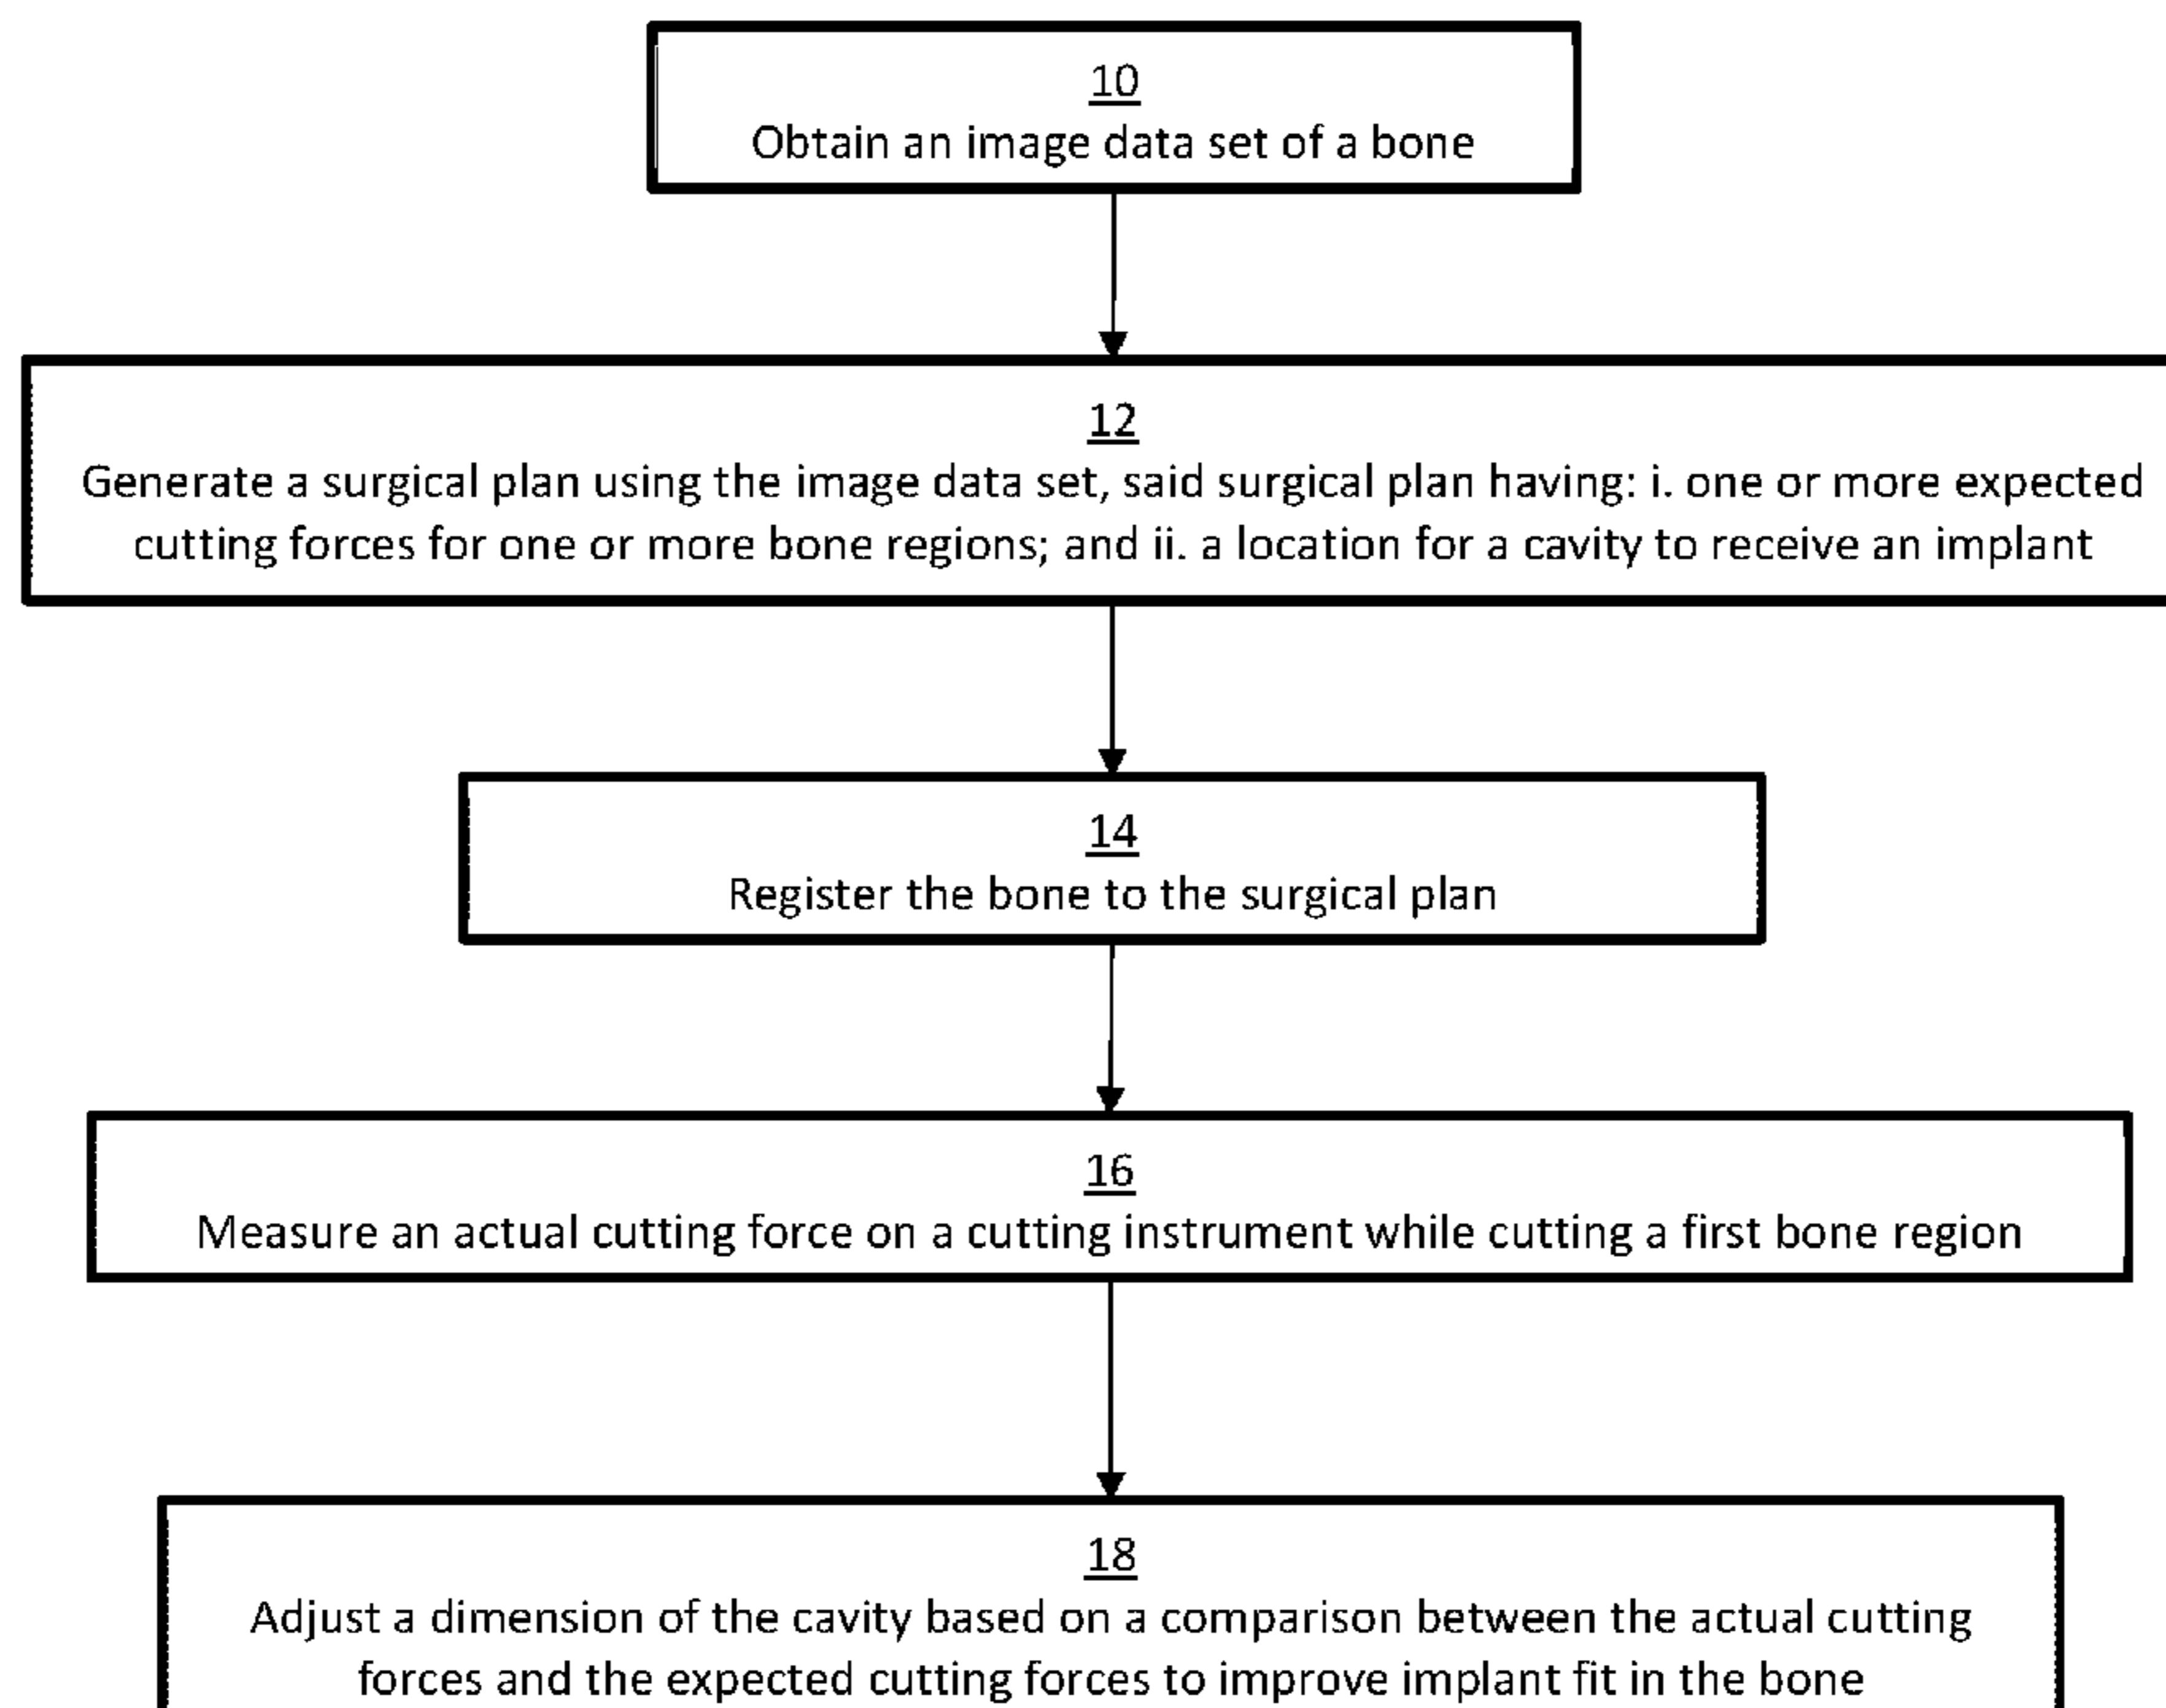 10
Obtain an image data set of a bone
12
Generate a surgical plan using the image data set, said surgical plan having: i. one or more expected
cutting forces for one or more bone regions; and ii. a location for a cavity to receive an implant
14
Register the bone to the surgical plan
16
Measure an actual cutting force on a cutting instrument while cutting a first bone region
18
Adjust a dimension of the cavity based on a comparison between the actual cutting
forces and the expected cutting forces to improve implant fit in the bone